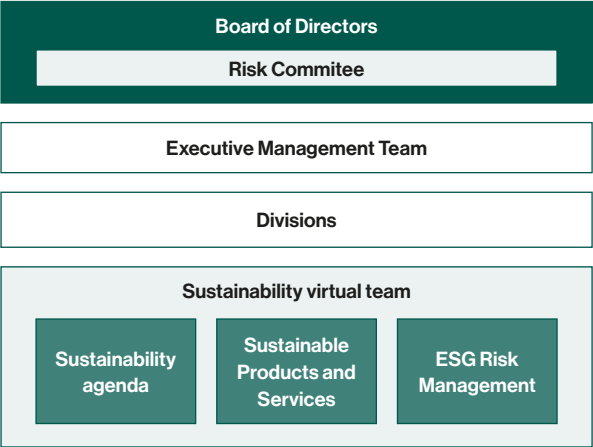 Board of Directors
Risk Commitee
Executive Management Team
Divisions
Sustainability virtual team
Sustainability
agenda
Sustainable
Products and
Services
ESG Risk
Management